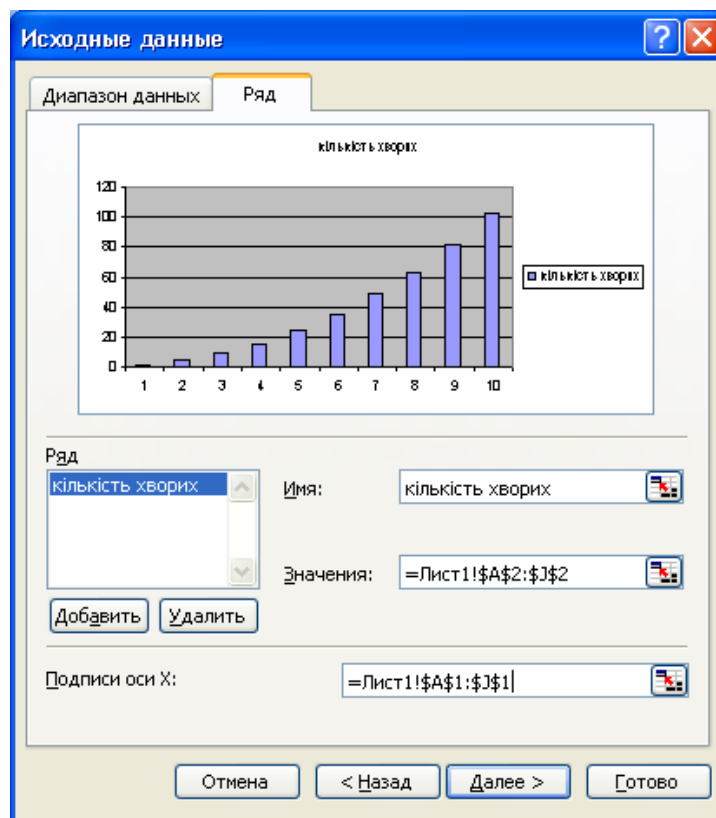 Исходные данные
Диапазон данных
Ряд
кількість хворих
120
100
80
60
40
20
0
кількість хворих
1 2 3 4 5 6 7 8 9 10
Ряд
кількість хворих
Имя:
кількість хворих
Значения:
=Лист1!$A$2:$J$2
Добавить
Удалить
Подписи оси X:
=Лист1!$A$1:$J$1
Отмена
< Назад
Далее >
Готово